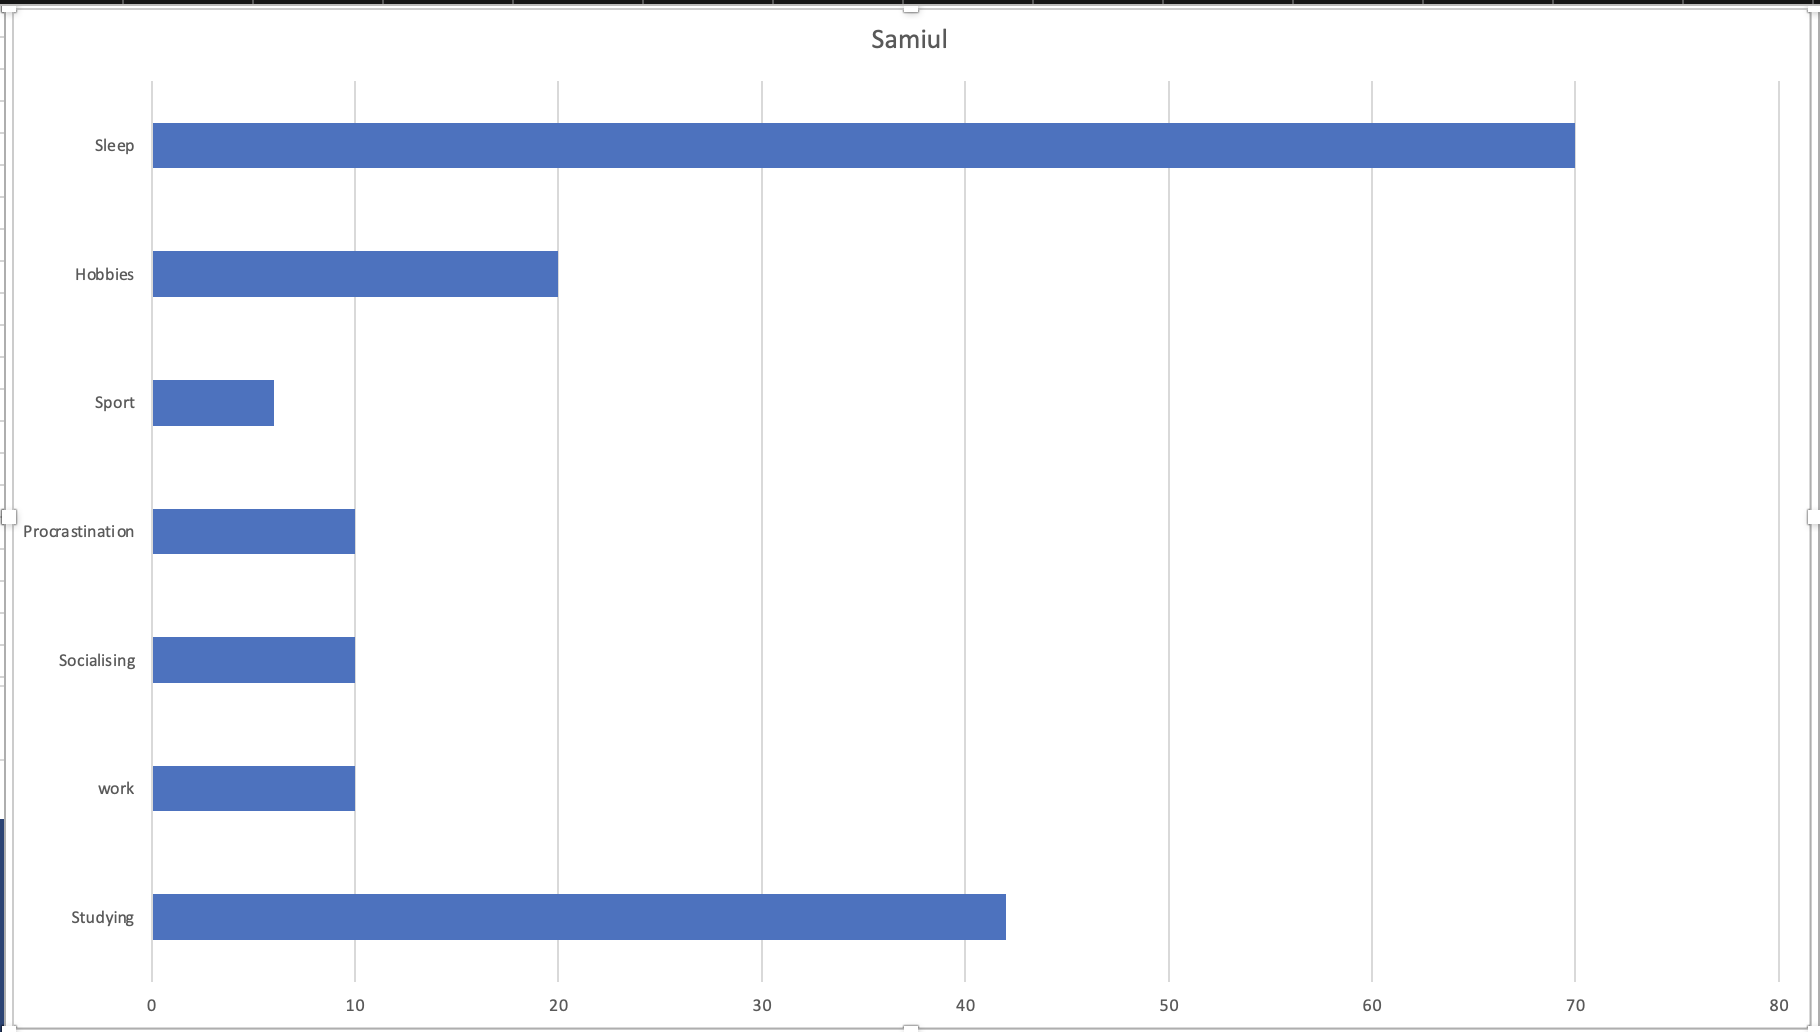 Samiul
Sleep
Hobbies
Sport
Procrastination
Socialising
work
Studying
0 10 20 30 40 50 60 70 80